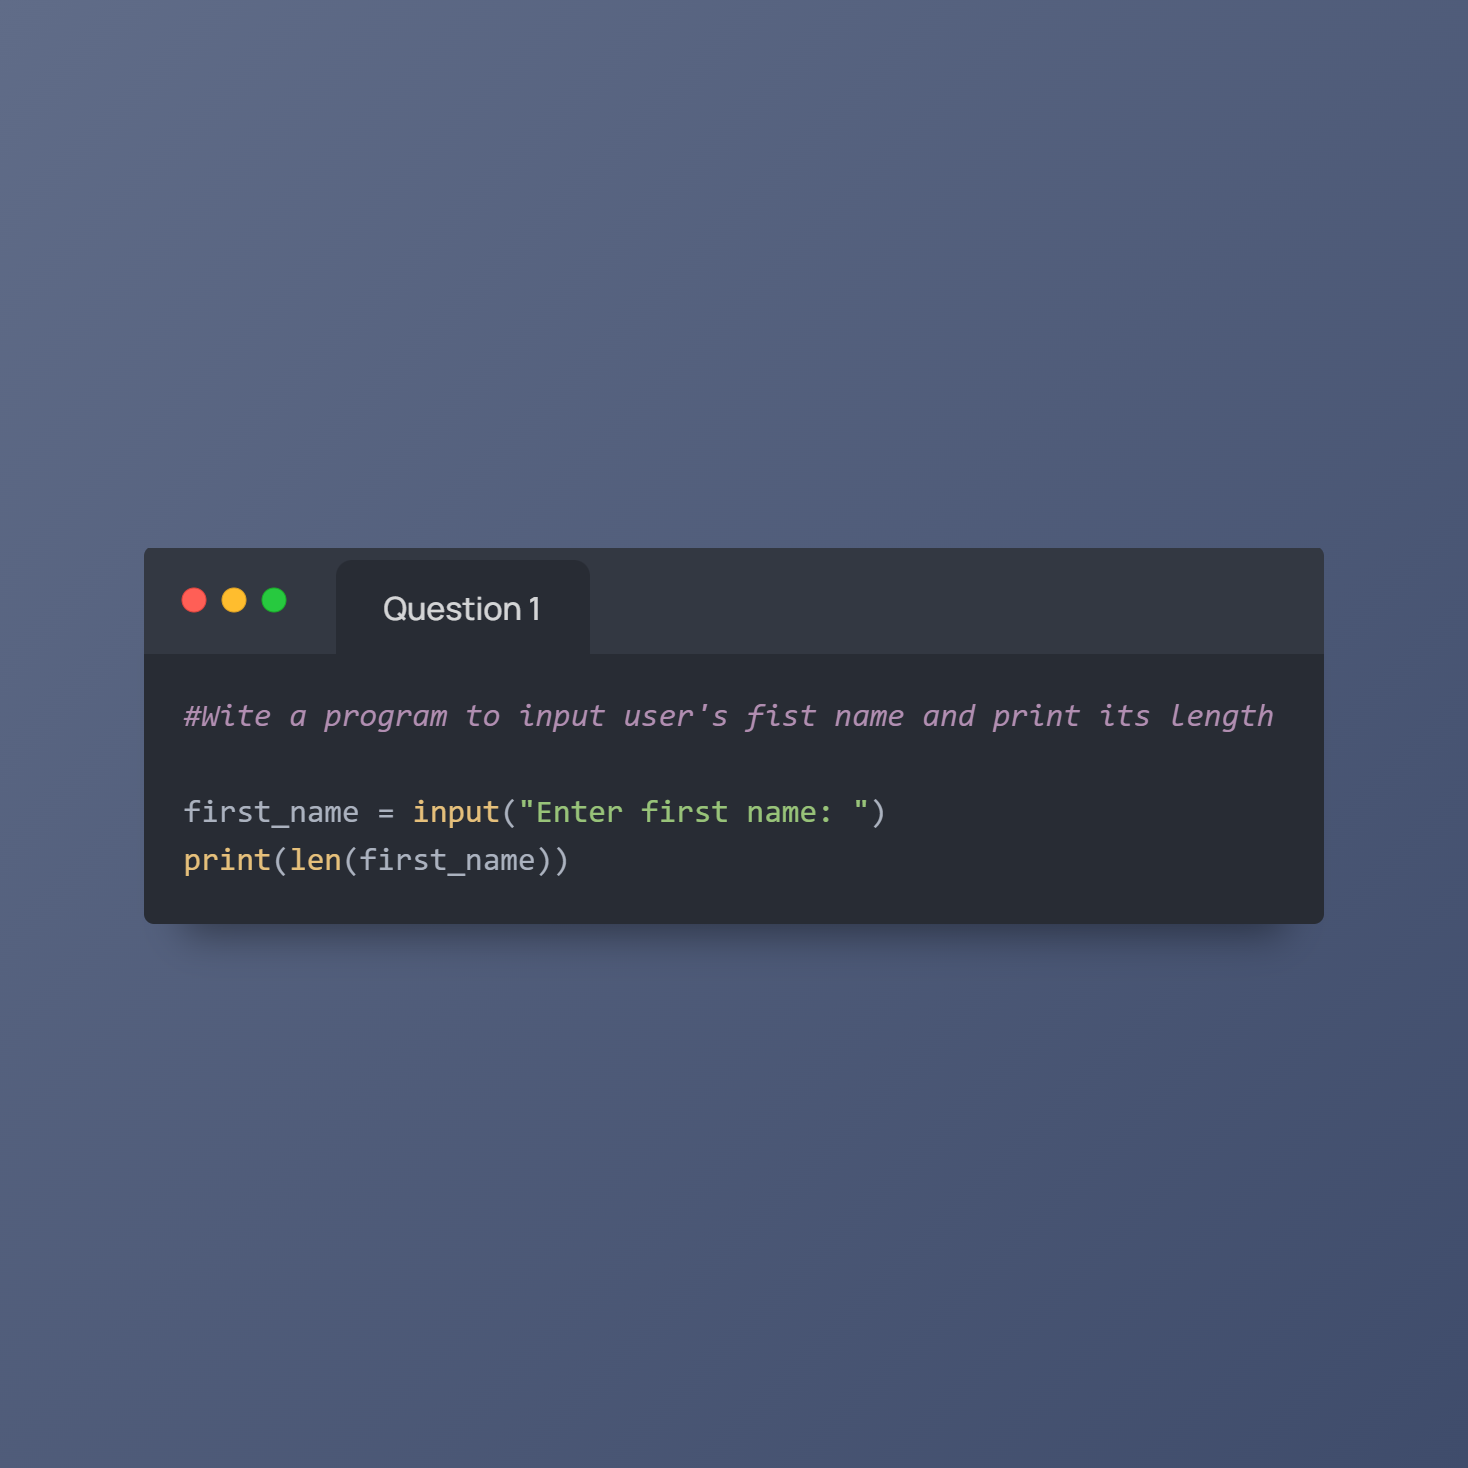 Question 1
#Wite a program to input user's fist name and print its length
first_name = input("Enter first name: ")
print(len(first_name))